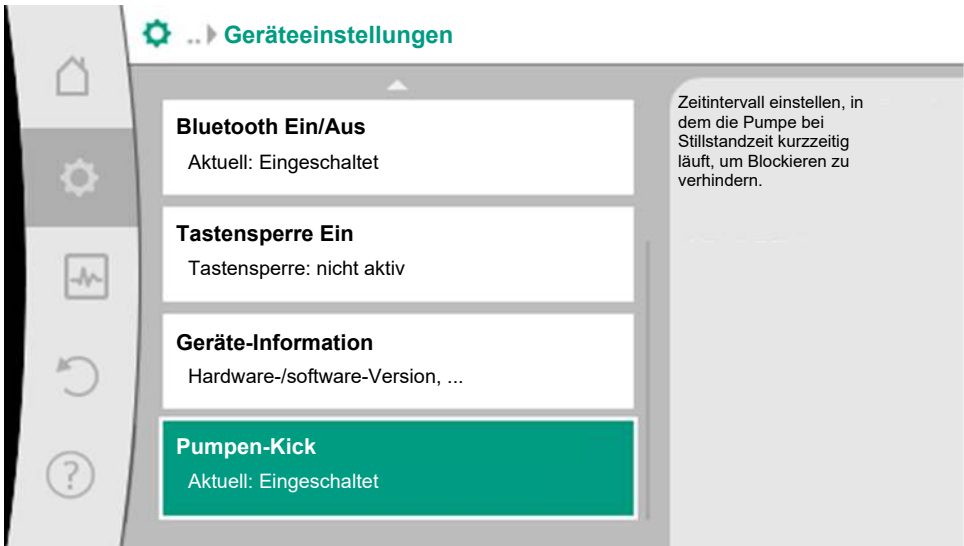 .. Geräteeinstellungen
Bluetooth Ein/Aus
Aktuell: Eingeschaltet
Tastensperre Ein
Tastensperre: nicht aktiv
Geräte-Information
Hardware-/software-Version, ...
Pumpen-Kick
Aktuell: Eingeschaltet
Zeitintervall einstellen, in
dem die Pumpe bei
Stillstandzeit kurzzeitig
läuft, um Blockieren zu
verhindern.
?